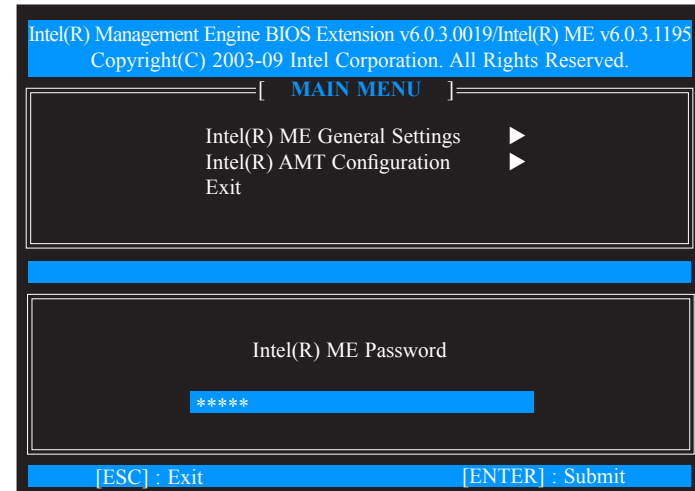 Intel(R) Management Engine BIOS Extension v6.0.3.0019/Intel(R) ME v6.0.3.1195
Copyright(C) 2003-09 Intel Corporation. All Rights Reserved.
[ MAIN MENU ]
Intel(R) ME General Settings ▶
Intel(R) AMT Configuration ▶
Exit
Intel(R) ME Password
*****
[ESC] : Exit [ENTER] : Submit